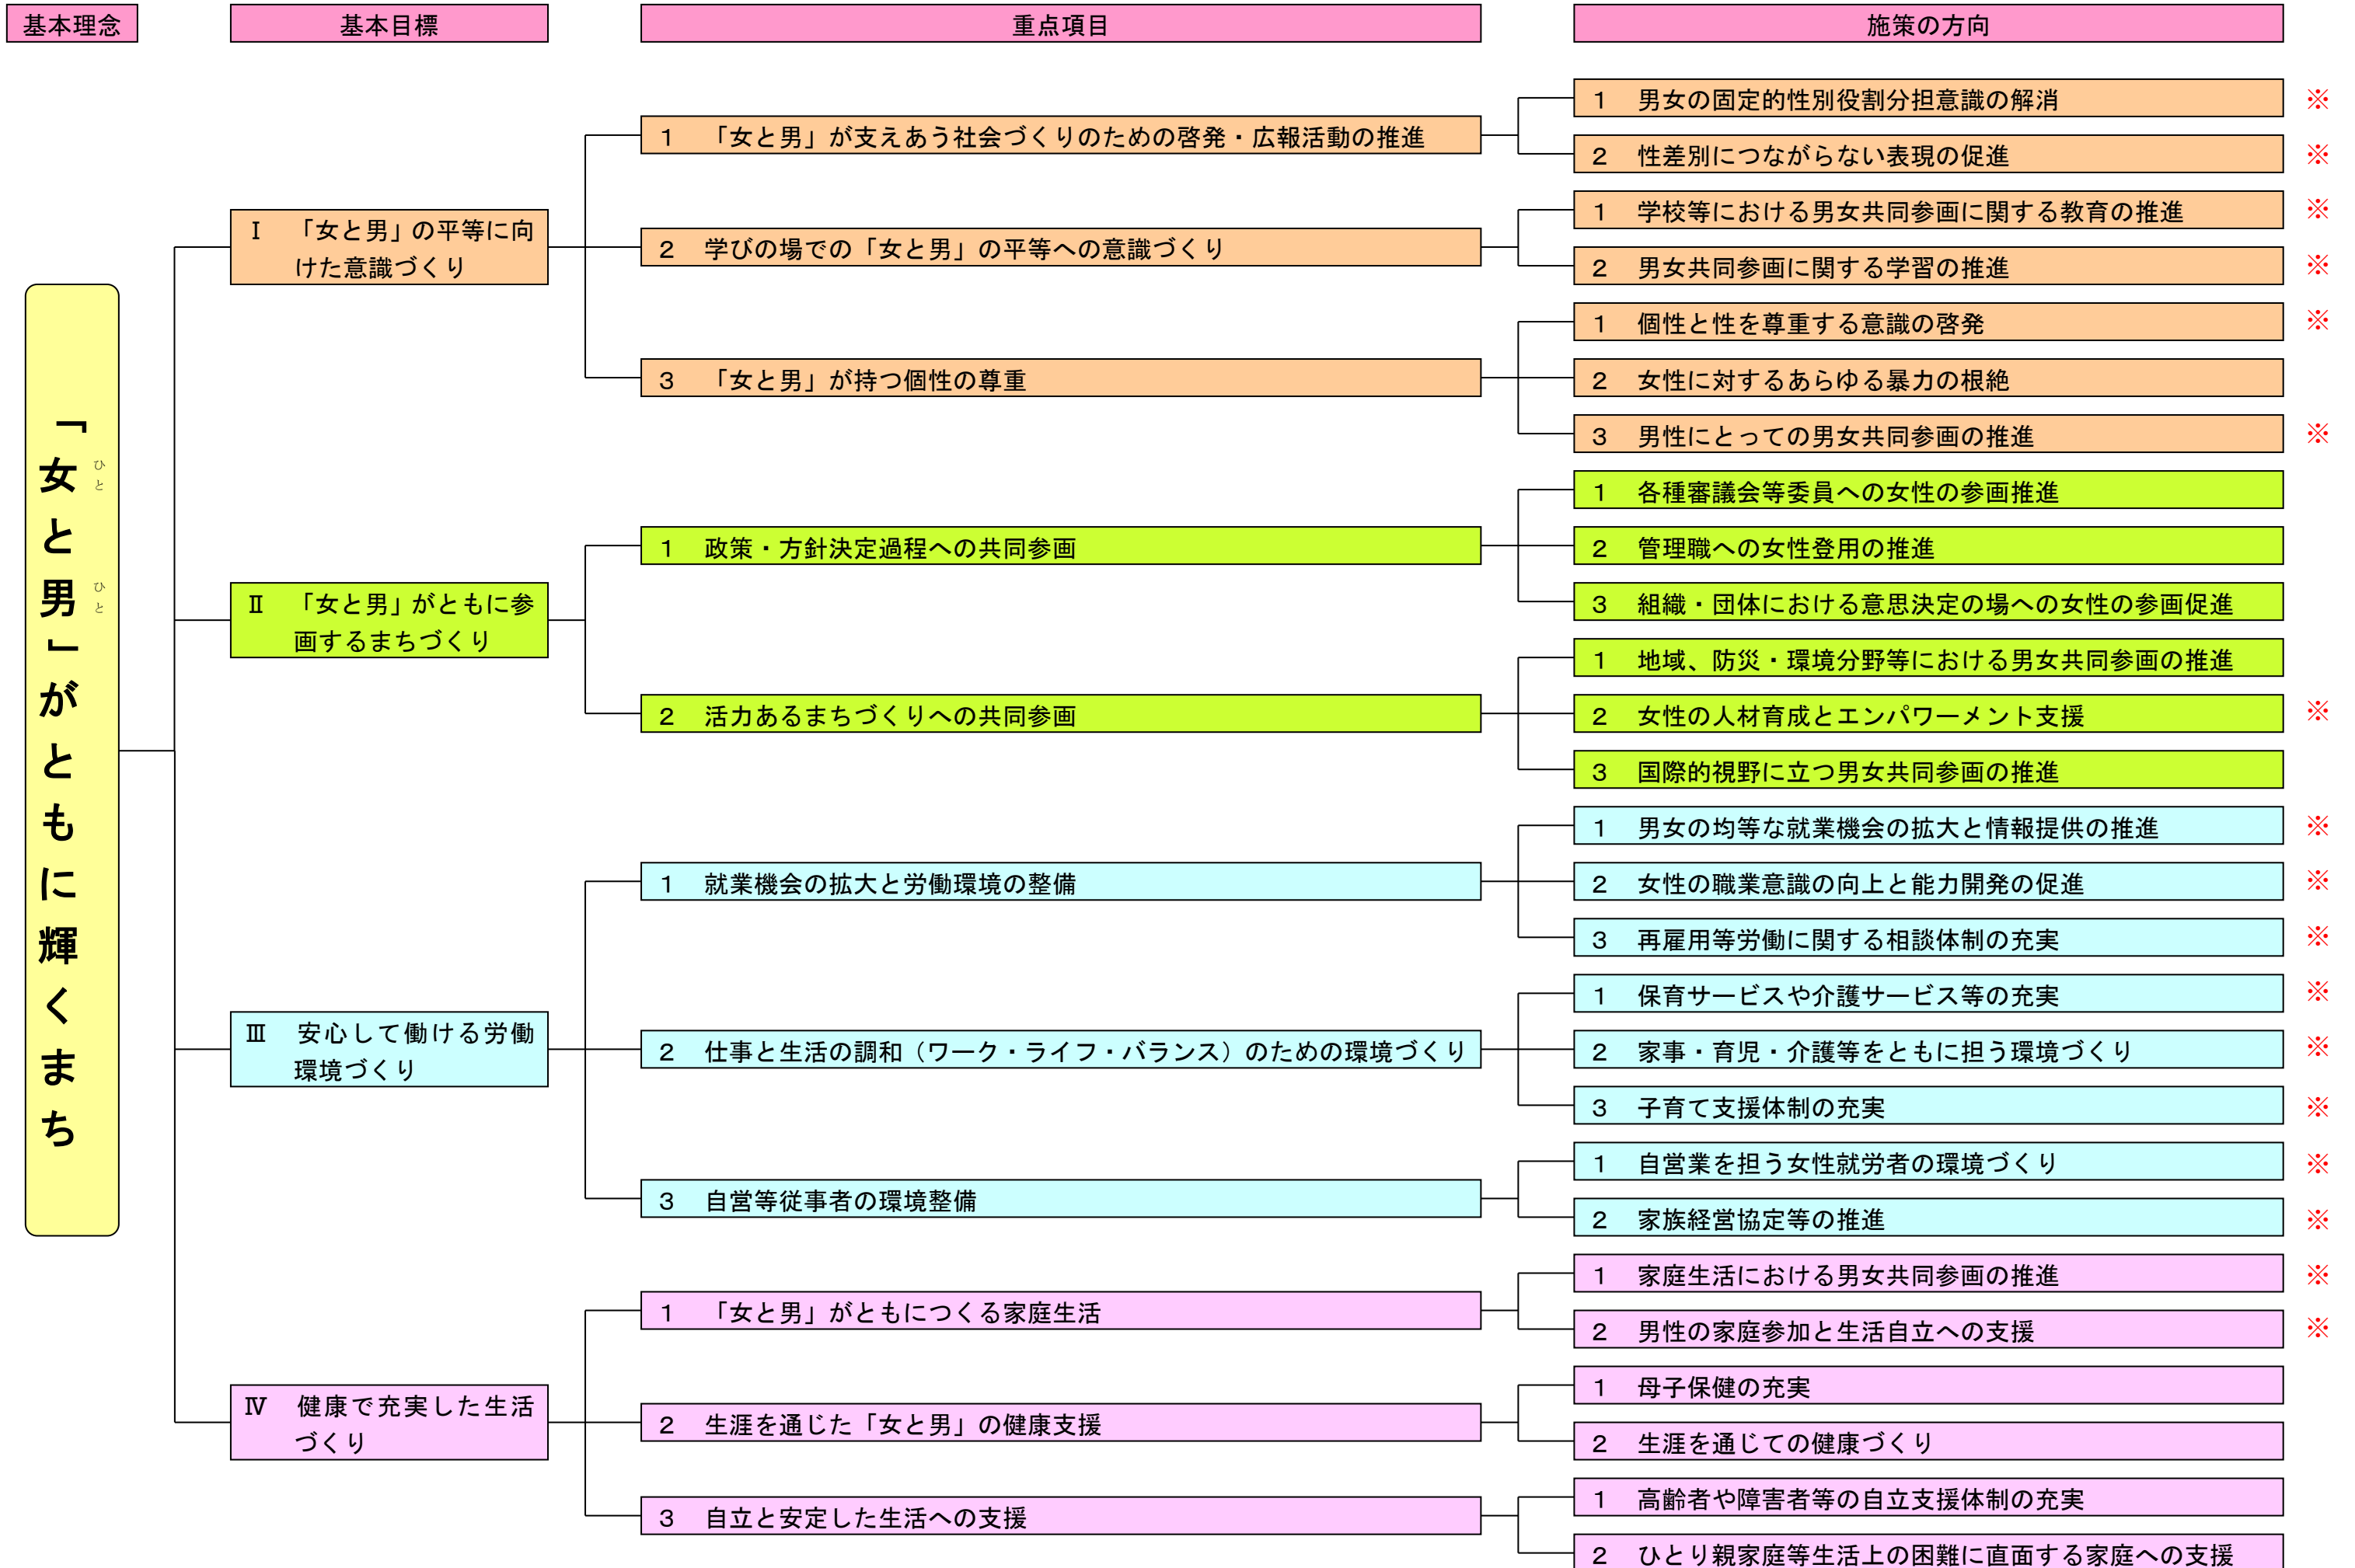 基本理念
基本目標
重点項目
施策の方向
「女と男」がともに輝くまち
ひと
ひと
Ⅰ 「女と男」の平等に向
けた意識づくり
1 「女と男」が支えあう社会づくりのための啓発・広報活動の推進
1 男女の固定的性別役割分担意識の解消 ※
2 性差別につながらない表現の促進 ※
2 学びの場での「女と男」の平等への意識づくり
1 学校等における男女共同参画に関する教育の推進 ※
2 男女共同参画に関する学習の推進 ※
3 「女と男」が持つ個性の尊重
1 個性と性を尊重する意識の啓発 ※
2 女性に対するあらゆる暴力の根絶
3 男性にとっての男女共同参画の推進 ※
Ⅱ 「女と男」がともに参
画するまちづくり
1 政策・方針決定過程への共同参画
1 各種審議会等委員への女性の参画推進
2 管理職への女性登用の推進
3 組織・団体における意思決定の場への女性の参画促進
2 活力あるまちづくりへの共同参画
1 地域、防災・環境分野等における男女共同参画の推進
2 女性の人材育成とエンパワーメント支援 ※
3 国際的視野に立つ男女共同参画の推進
Ⅲ 安心して働ける労働
環境づくり
1 就業機会の拡大と労働環境の整備
1 男女の均等な就業機会の拡大と情報提供の推進 ※
2 女性の職業意識の向上と能力開発の促進 ※
3 再雇用等労働に関する相談体制の充実 ※
2 仕事と生活の調和（ワーク・ライフ・バランス）のための環境づくり
1 保育サービスや介護サービス等の充実 ※
2 家事・育児・介護等をともに担う環境づくり ※
3 子育て支援体制の充実 ※
3 自営等従事者の環境整備
1 自営業を担う女性就労者の環境づくり ※
2 家族経営協定等の推進 ※
Ⅳ 健康で充実した生活
づくり
1 「女と男」がともにつくる家庭生活
1 家庭生活における男女共同参画の推進 ※
2 男性の家庭参加と生活自立への支援 ※
2 生涯を通じた「女と男」の健康支援
1 母子保健の充実
2 生涯を通じての健康づくり
3 自立と安定した生活への支援
1 高齢者や障害者等の自立支援体制の充実
2 ひとり親家庭等生活上の困難に直面する家庭への支援